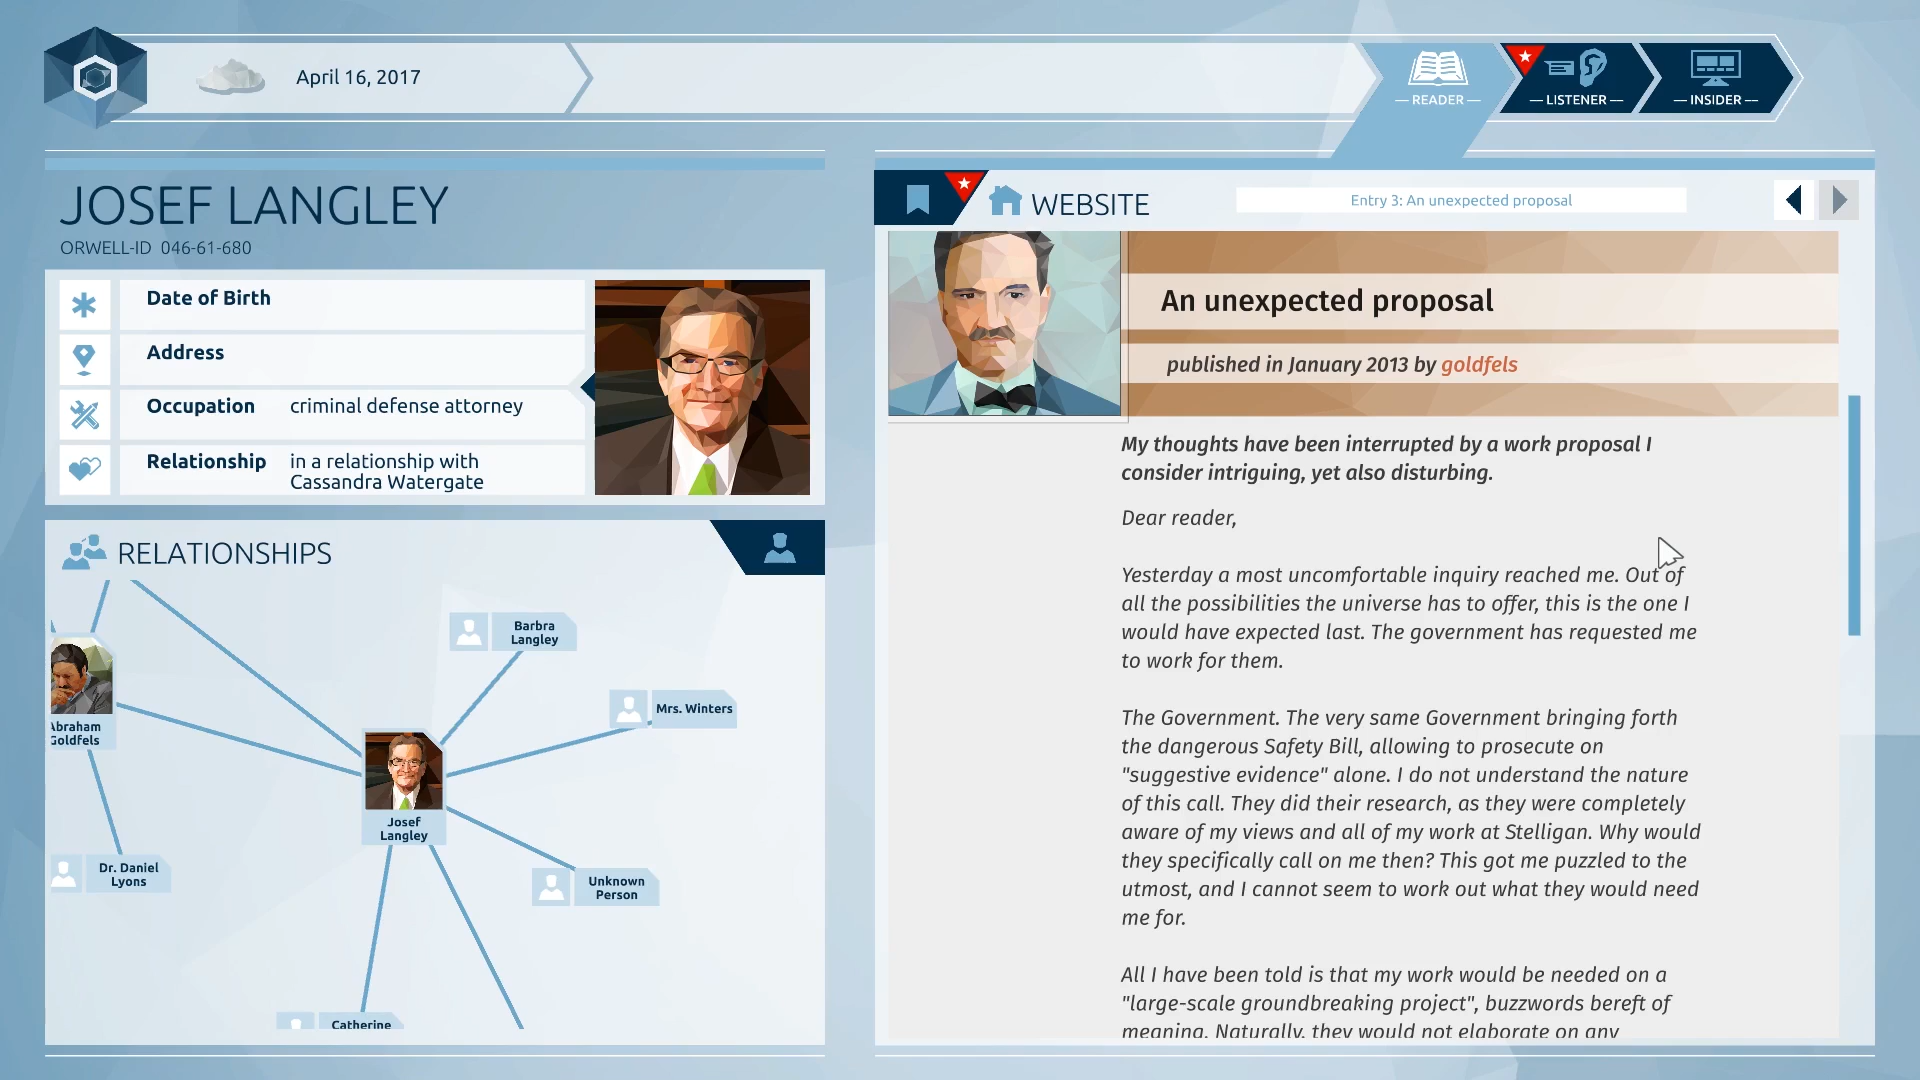 April 16, 2017
READER
LISTENER
INSIDER
JOSEF LANGLEY
ORWELL-ID 046-61-680
Date of Birth
Address
Occupation criminal defense attorney
Relationship in a relationship with
Cassandra Watergate
RELATIONSHIPS
Barbra
Langley
Mrs. Winters
Abraham
Goldfels
Josef
Langley
Dr. Daniel
Lyons
Unknown
Person
Catherine
WEBSITE
Entry 3: An unexpected proposal
An unexpected proposal
published in January 2013 by goldfels
My thoughts have been interrupted by a work proposal I
consider intriguing, yet also disturbing.
Dear reader,
Yesterday a most uncomfortable inquiry reached me. Out of
all the possibilities the universe has to offer, this is the one I
would have expected last. The government has requested me
to work for them.
The Government. The very same Government bringing forth
the dangerous Safety Bill, allowing to prosecute on
"suggestive evidence" alone. I do not understand the nature
of this call. They did their research, as they were completely
aware of my views and all of my work at Stelligan. Why would
they specifically call on me then? This got me puzzled to the
utmost, and I cannot seem to work out what they would need
me for.
All I have been told is that my work would be needed on a
"large-scale groundbreaking project", buzzwords bereft of
meaning. Naturally, they would not elaborate on any